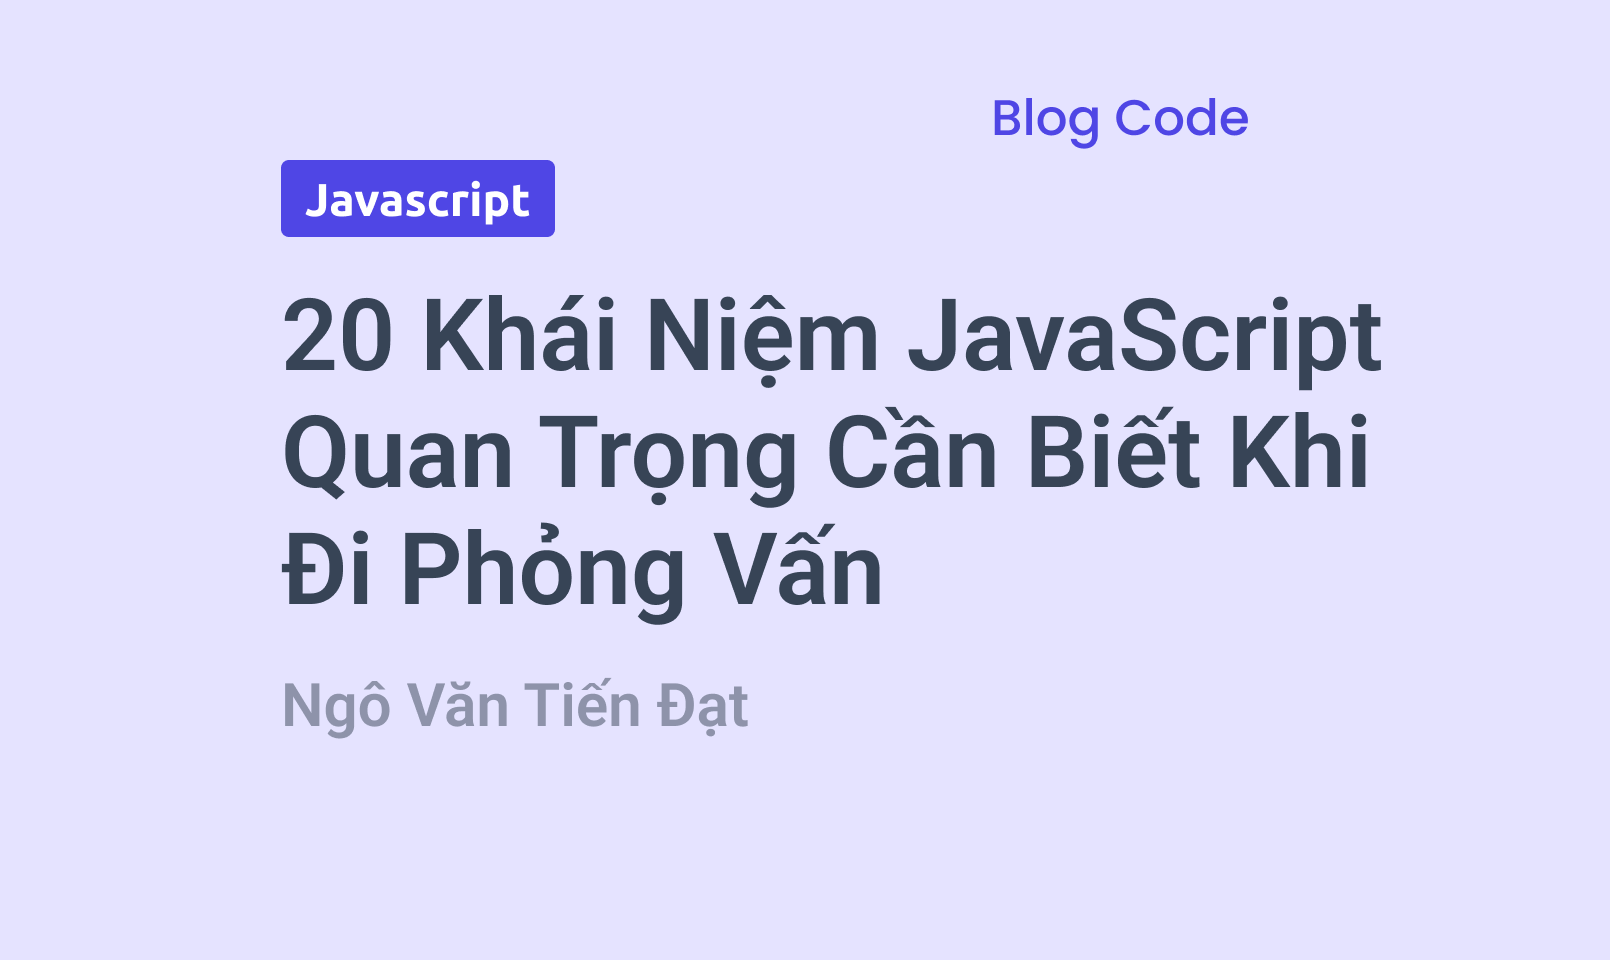 Blog Code
Javascript
20 Khái Niệm JavaScript
Quan Trọng Cần Biết Khi
Đi Phỏng Vấn
Ngô Văn Tiến Đạt